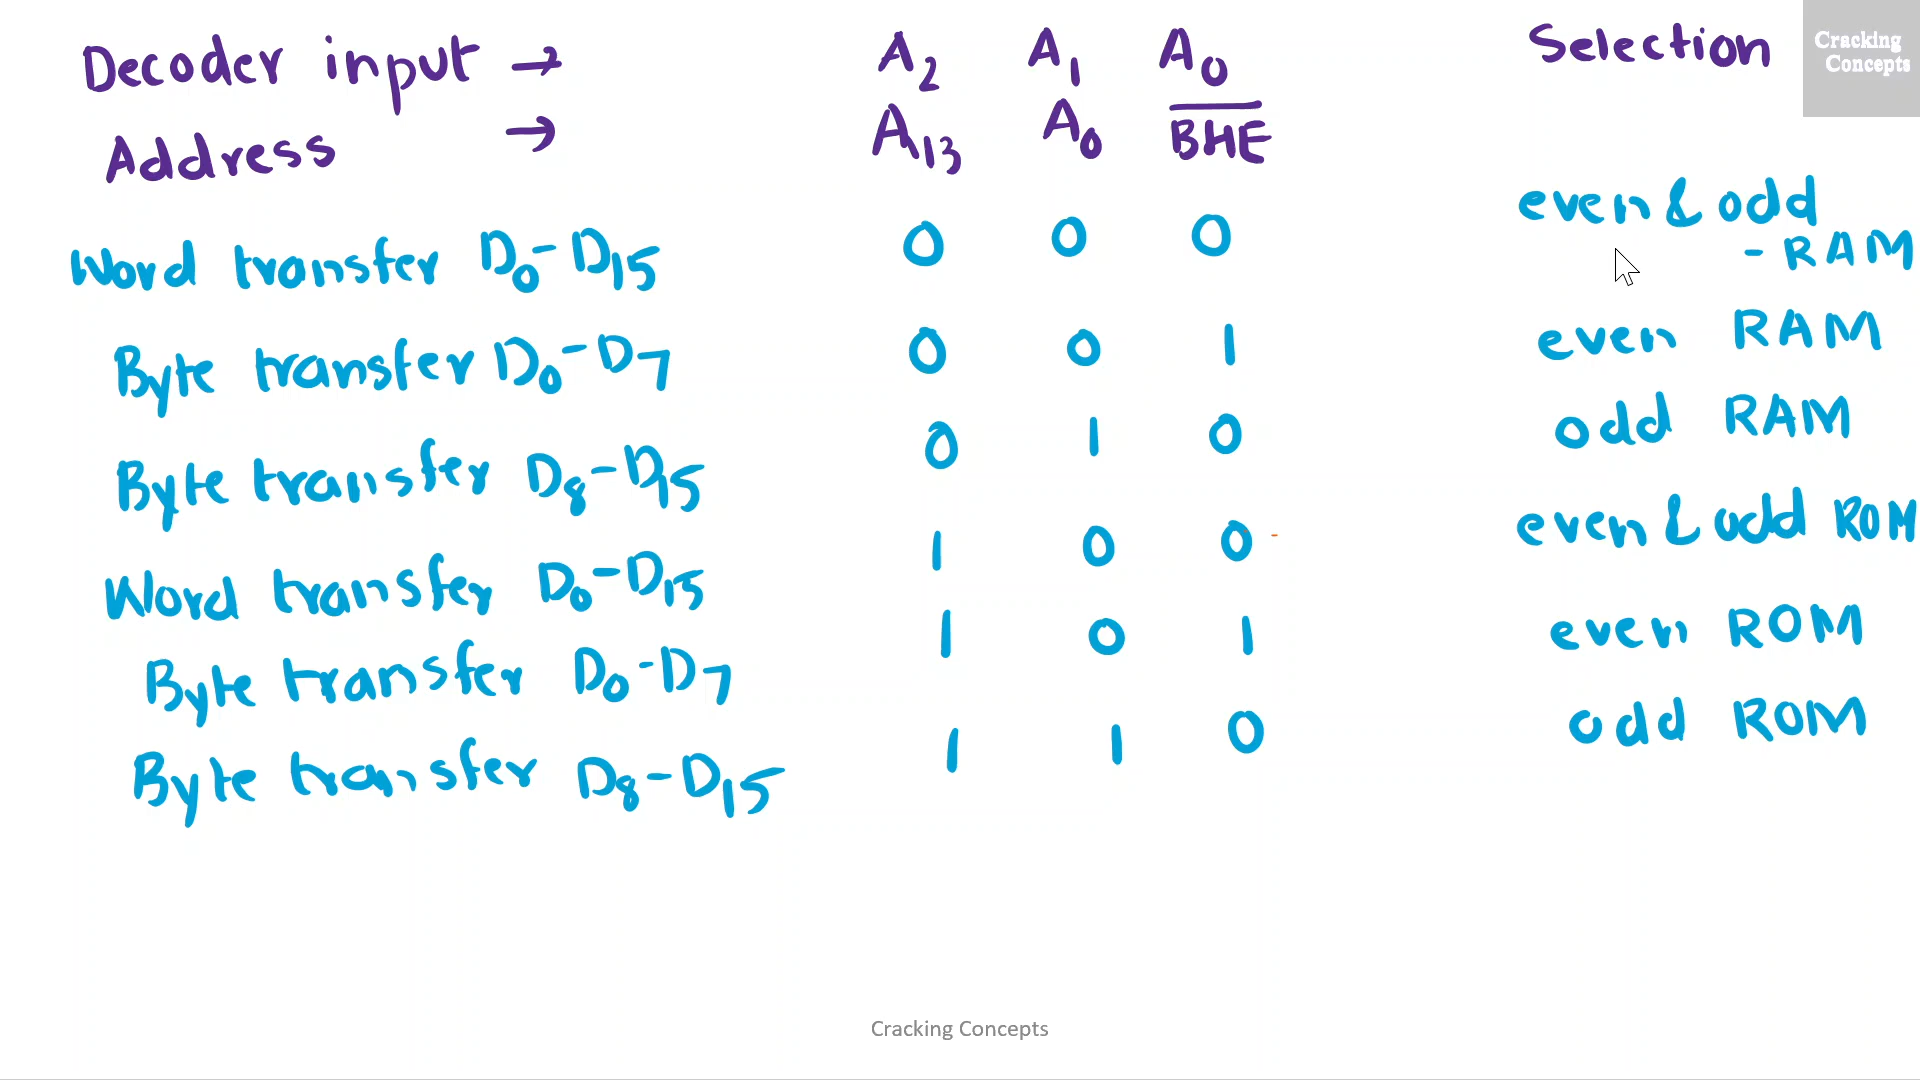 Decoder input → A2 A1 A0 Selection
Address → A13 A0 B̅H̅E̅
Word transfer D0-D15 0 0 0 even & odd
-RAM
Byte transfer D0-D7 0 0 1 even RAM
Byte transfer D8-D15 0 1 0 odd RAM
Word transfer D0-D15 1 0 0 even & odd ROM
Byte transfer D0-D7 1 0 1 even ROM
Byte transfer D8-D15 1 1 0 odd ROM
Cracking
Concepts
Cracking Concepts